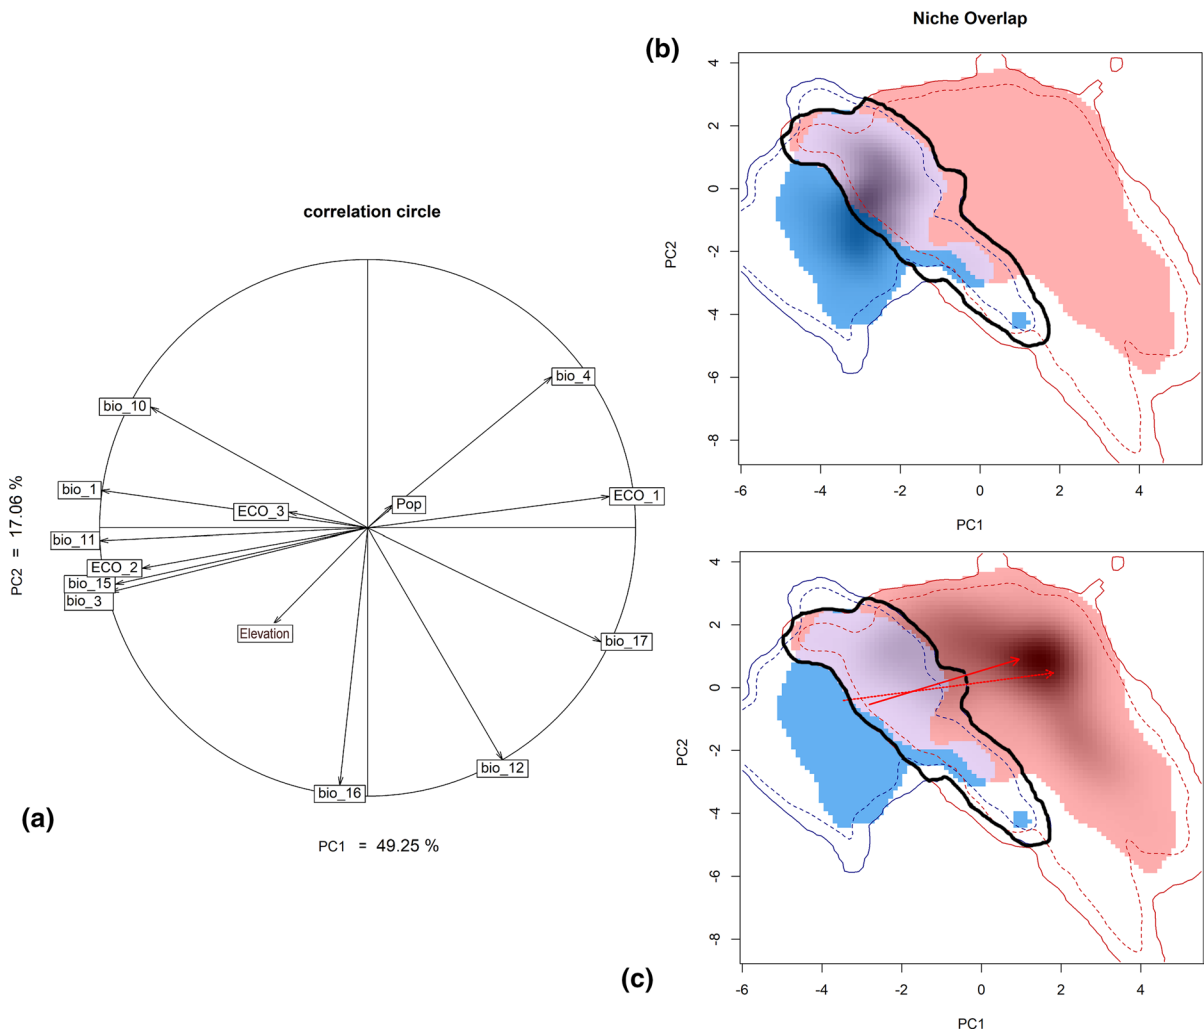 Niche Overlap
(b)
4
2
0
-2
-4
-6
-8
PC2
-6
-4
-2
0
2
4
PC1
correlation circle
bio_4
bio_10
bio_1
ECO_1
ECO_3
Pop
bio_11
ECO_2
bio_15
bio_3
Elevation
bio_17
bio_12
bio_16
PC2 = 17.06 %
PC1 = 49.25 %
(a)
4
2
0
-2
-4
-6
-8
PC2
-6
-4
-2
0
2
4
PC1
(c)